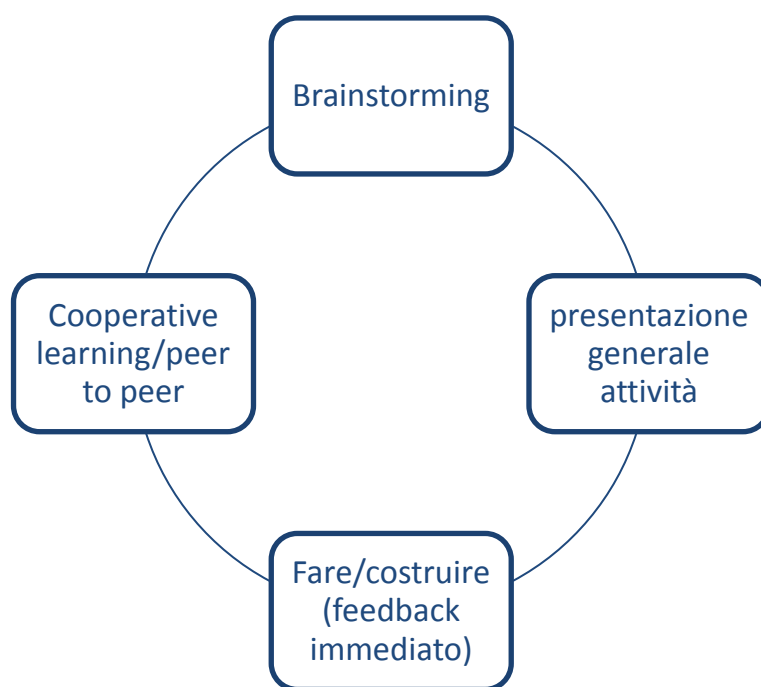 Brainstorming
presentazione
generale
attività
Fare/costruire
(feedback
immediato)
Cooperative
learning/peer
to peer